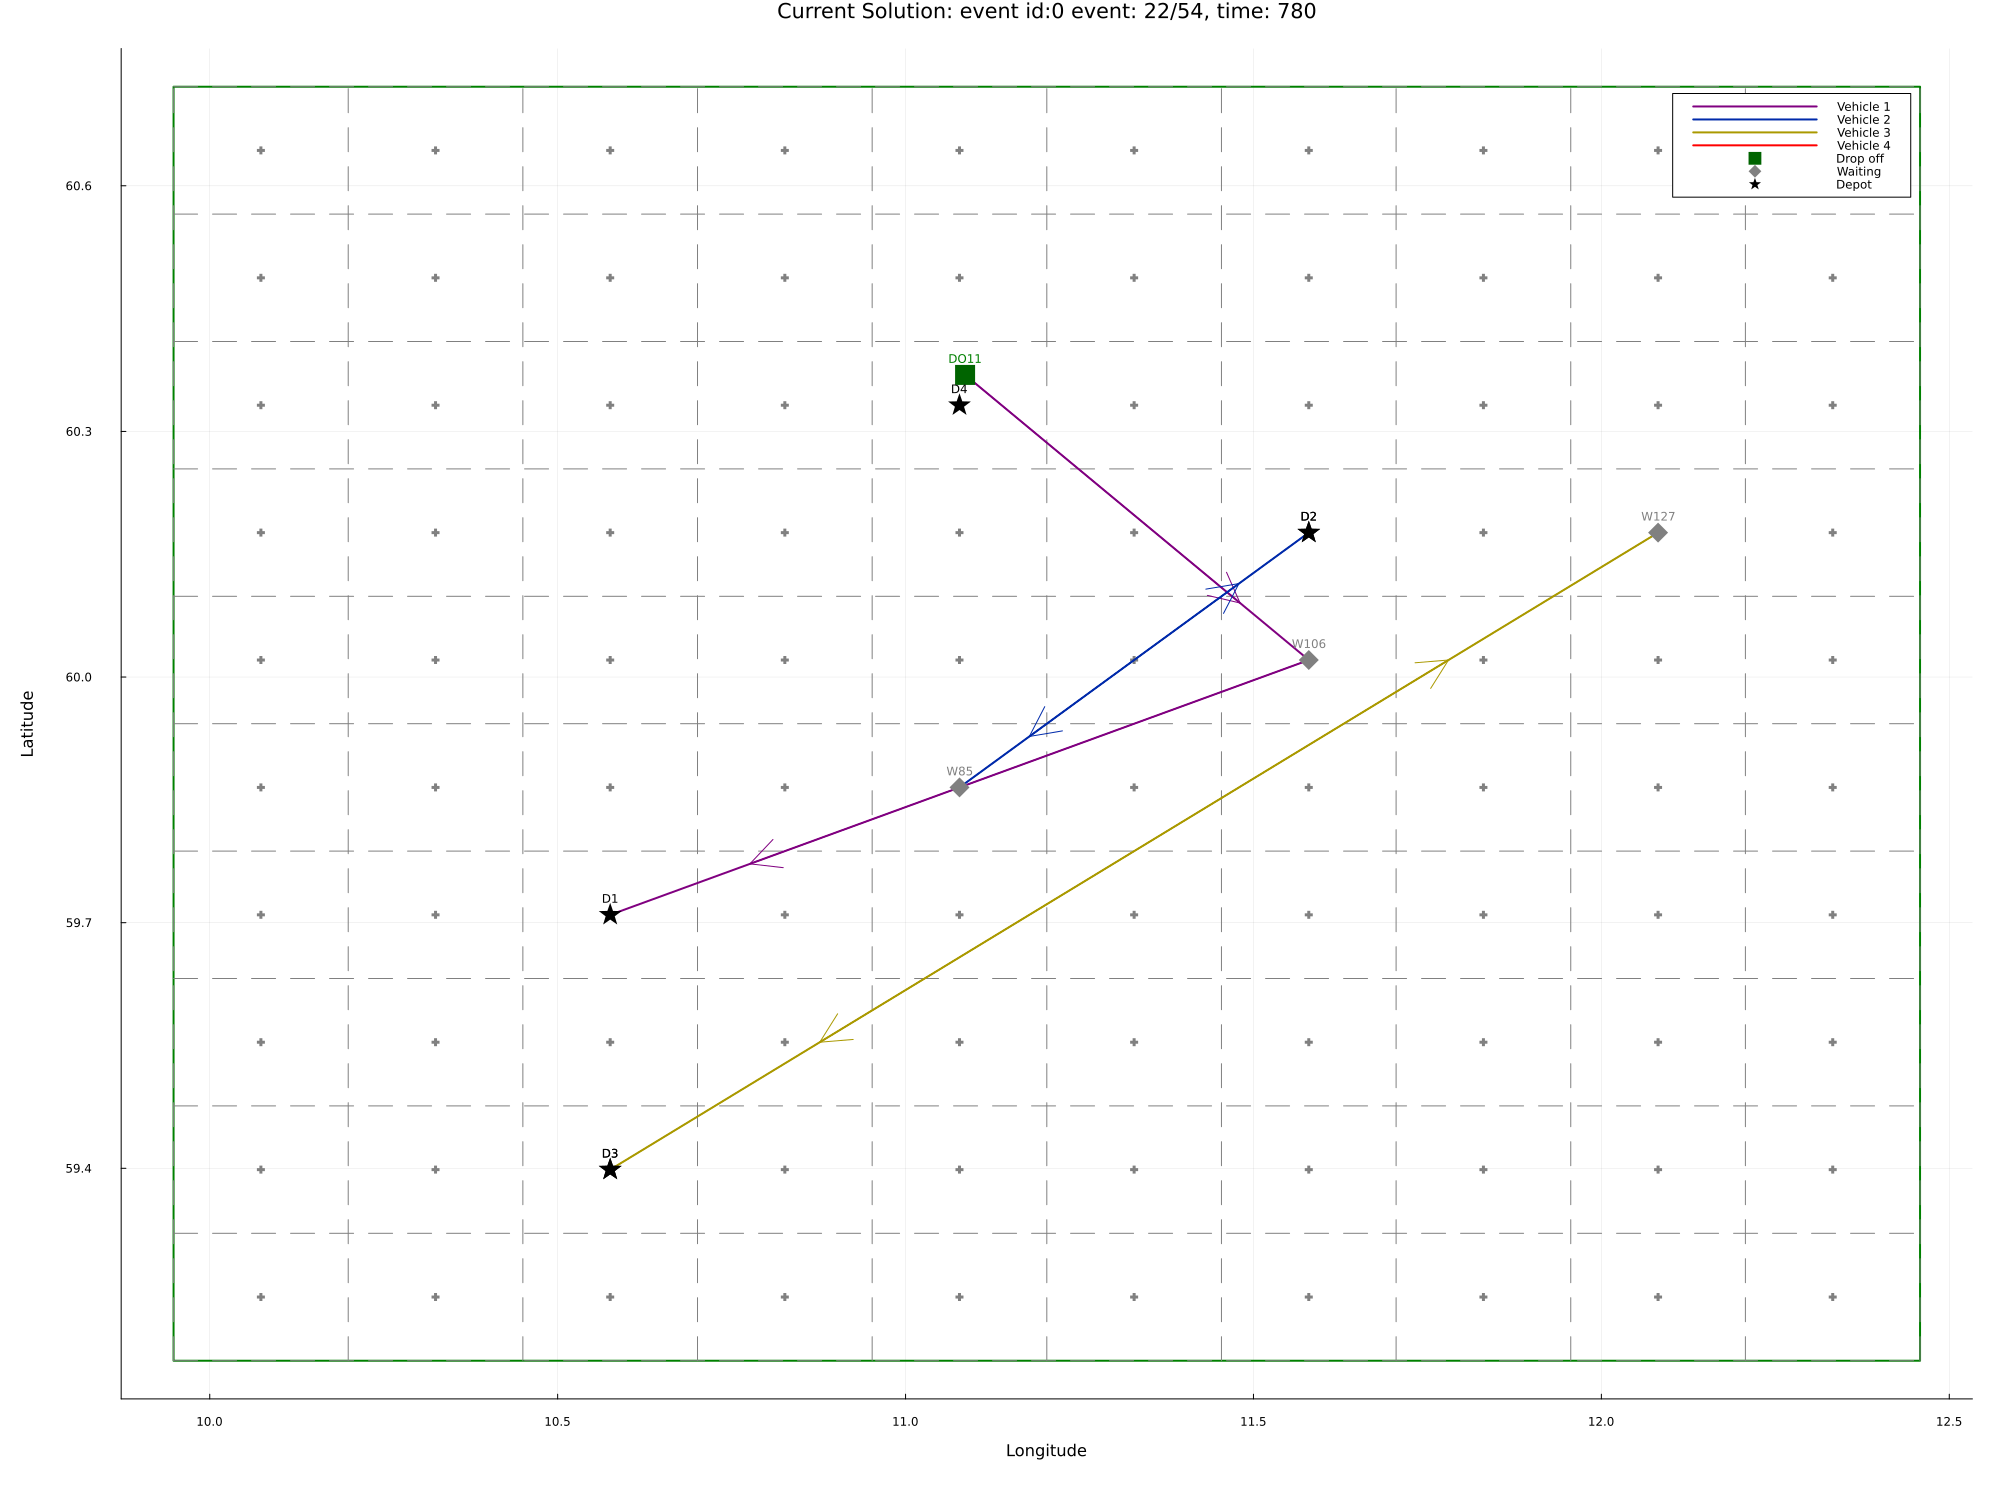 Current Solution: event id:0 event: 22/54, time: 780
Vehicle 1
Vehicle 2
Vehicle 3
Vehicle 4
Drop off
Waiting
Depot
60.6
60.3
60.0
59.7
59.4
Latitude
DO11
D4
D2
W127
W106
W85
D1
D3
10.0
10.5
11.0
11.5
12.0
12.5
Longitude